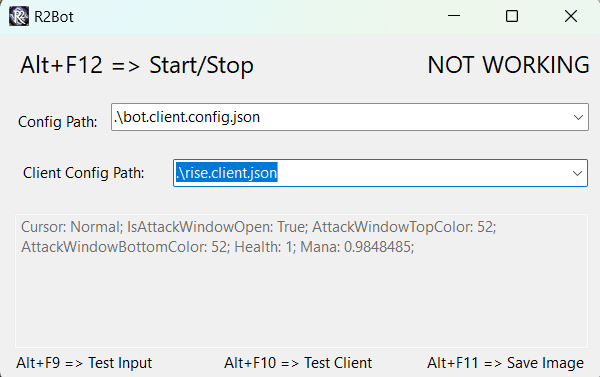 R2Bot
Alt+F12 => Start/Stop
NOT WORKING
Config Path:
.\bot.client.config.json
Client Config Path:
.\rise.client.json
Cursor: Normal; IsAttackWindowOpen: True; AttackWindowTopColor: 52;
AttackWindowBottomColor: 52; Health: 1; Mana: 0.9848485;
Alt+F9 => Test Input
Alt+F10 => Test Client
Alt+F11 => Save Image